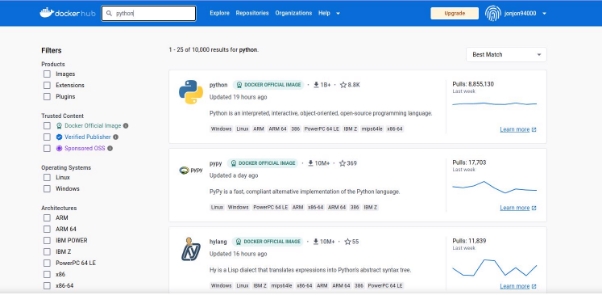 dockerhub python Explore Repositories Organizations Help Upgrade jonjon94000
Filters
1 - 25 of 10,000 results for python.
Best Match
Products
Images
Extensions
Plugins
Trusted Content
Docker Official Image
Verified Publisher
Sponsored OSS
Operating Systems
Linux
Windows
Architectures
ARM
ARM 64
IBM POWER
IBM Z
PowerPC 64 LE
x86
x86-64
python DOCKER OFFICIAL IMAGE · 1B+ · 8.8K
Updated 19 hours ago
Python is an interpreted, interactive, object-oriented, open-source programming language.
Windows Linux ARM ARM 64 386 PowerPC 64 LE IBM Z mips64le x86-64
Pulls: 8,855,130
Last week
Learn more
PYPY
pypy DOCKER OFFICIAL IMAGE · 10M+ · 369
Updated a day ago
PyPy is a fast, compliant alternative implementation of the Python language.
Linux Windows PowerPC 64 LE ARM x86-64 ARM 64 386 IBM Z
Pulls: 17,703
Last week
Learn more
hylang DOCKER OFFICIAL IMAGE · 10M+ · 55
Updated 16 hours ago
Hy is a Lisp dialect that translates expressions into Python's abstract syntax tree.
Windows Linux IBM Z mips64le x86-64 ARM ARM 64 386 PowerPC 64 LE
Pulls: 11,839
Last week
Learn more